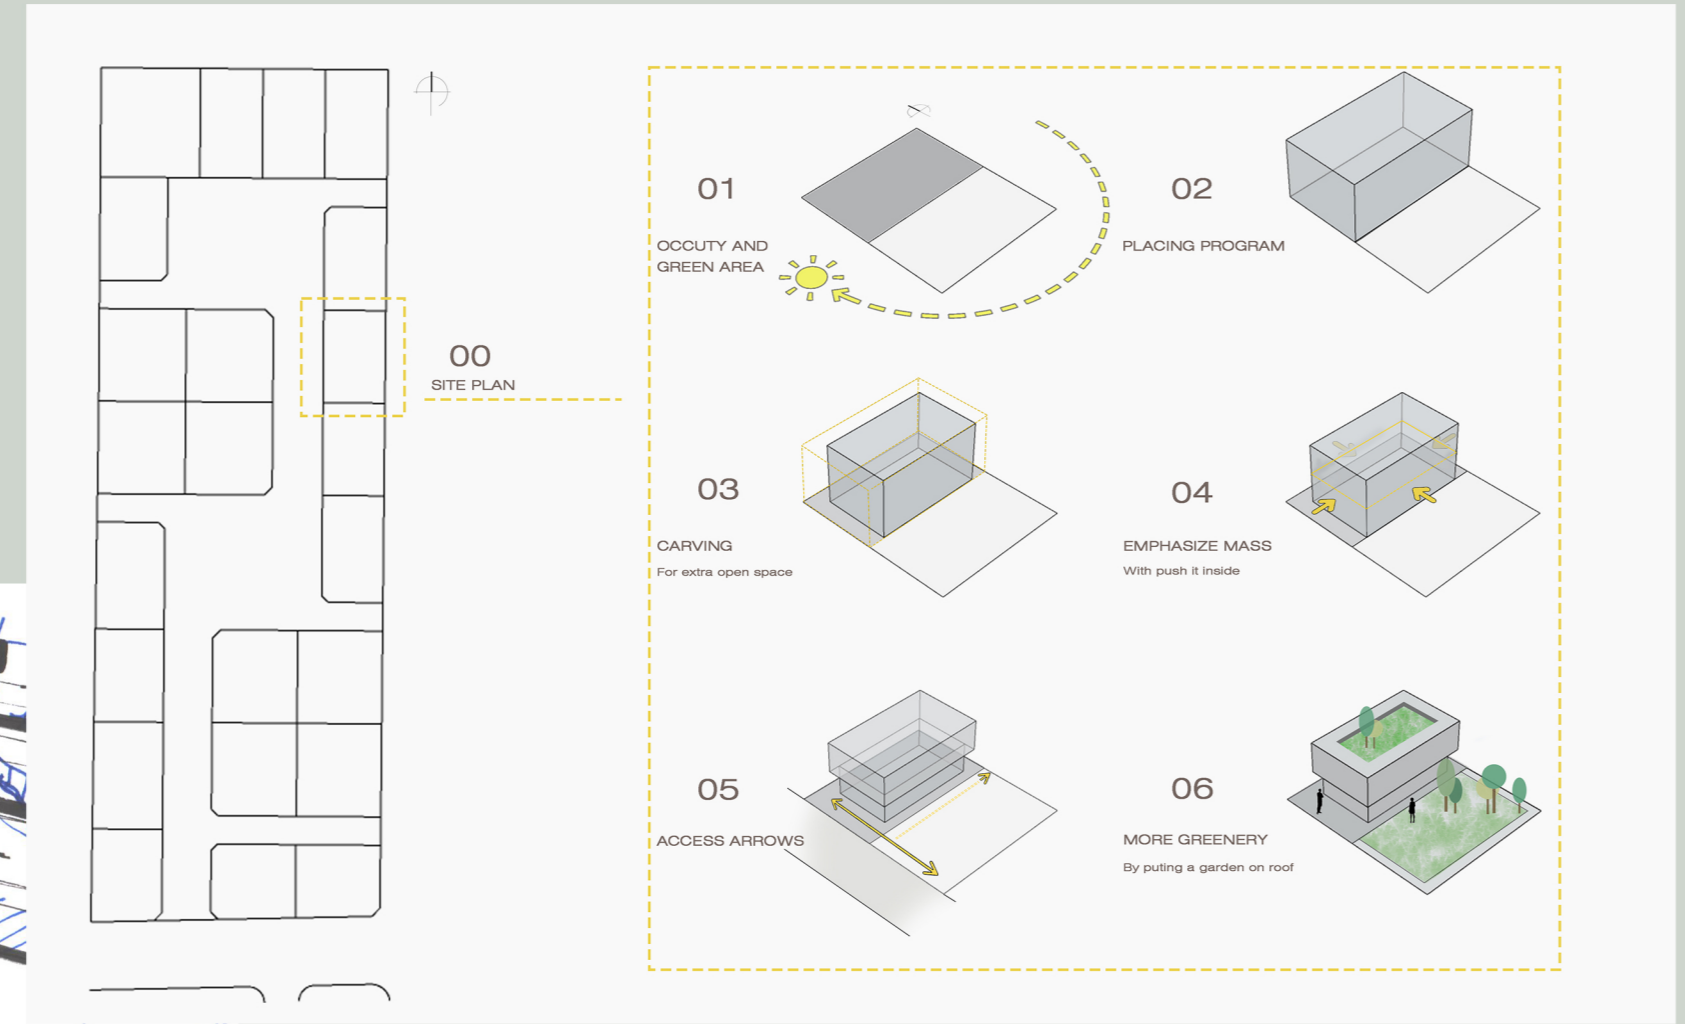 00
SITE PLAN
01
OCCUTY AND
GREEN AREA
02
PLACING PROGRAM
03
CARVING
For extra open space
04
EMPHASIZE MASS
With push it inside
05
ACCESS ARROWS
06
MORE GREENERY
By puting a garden on roof